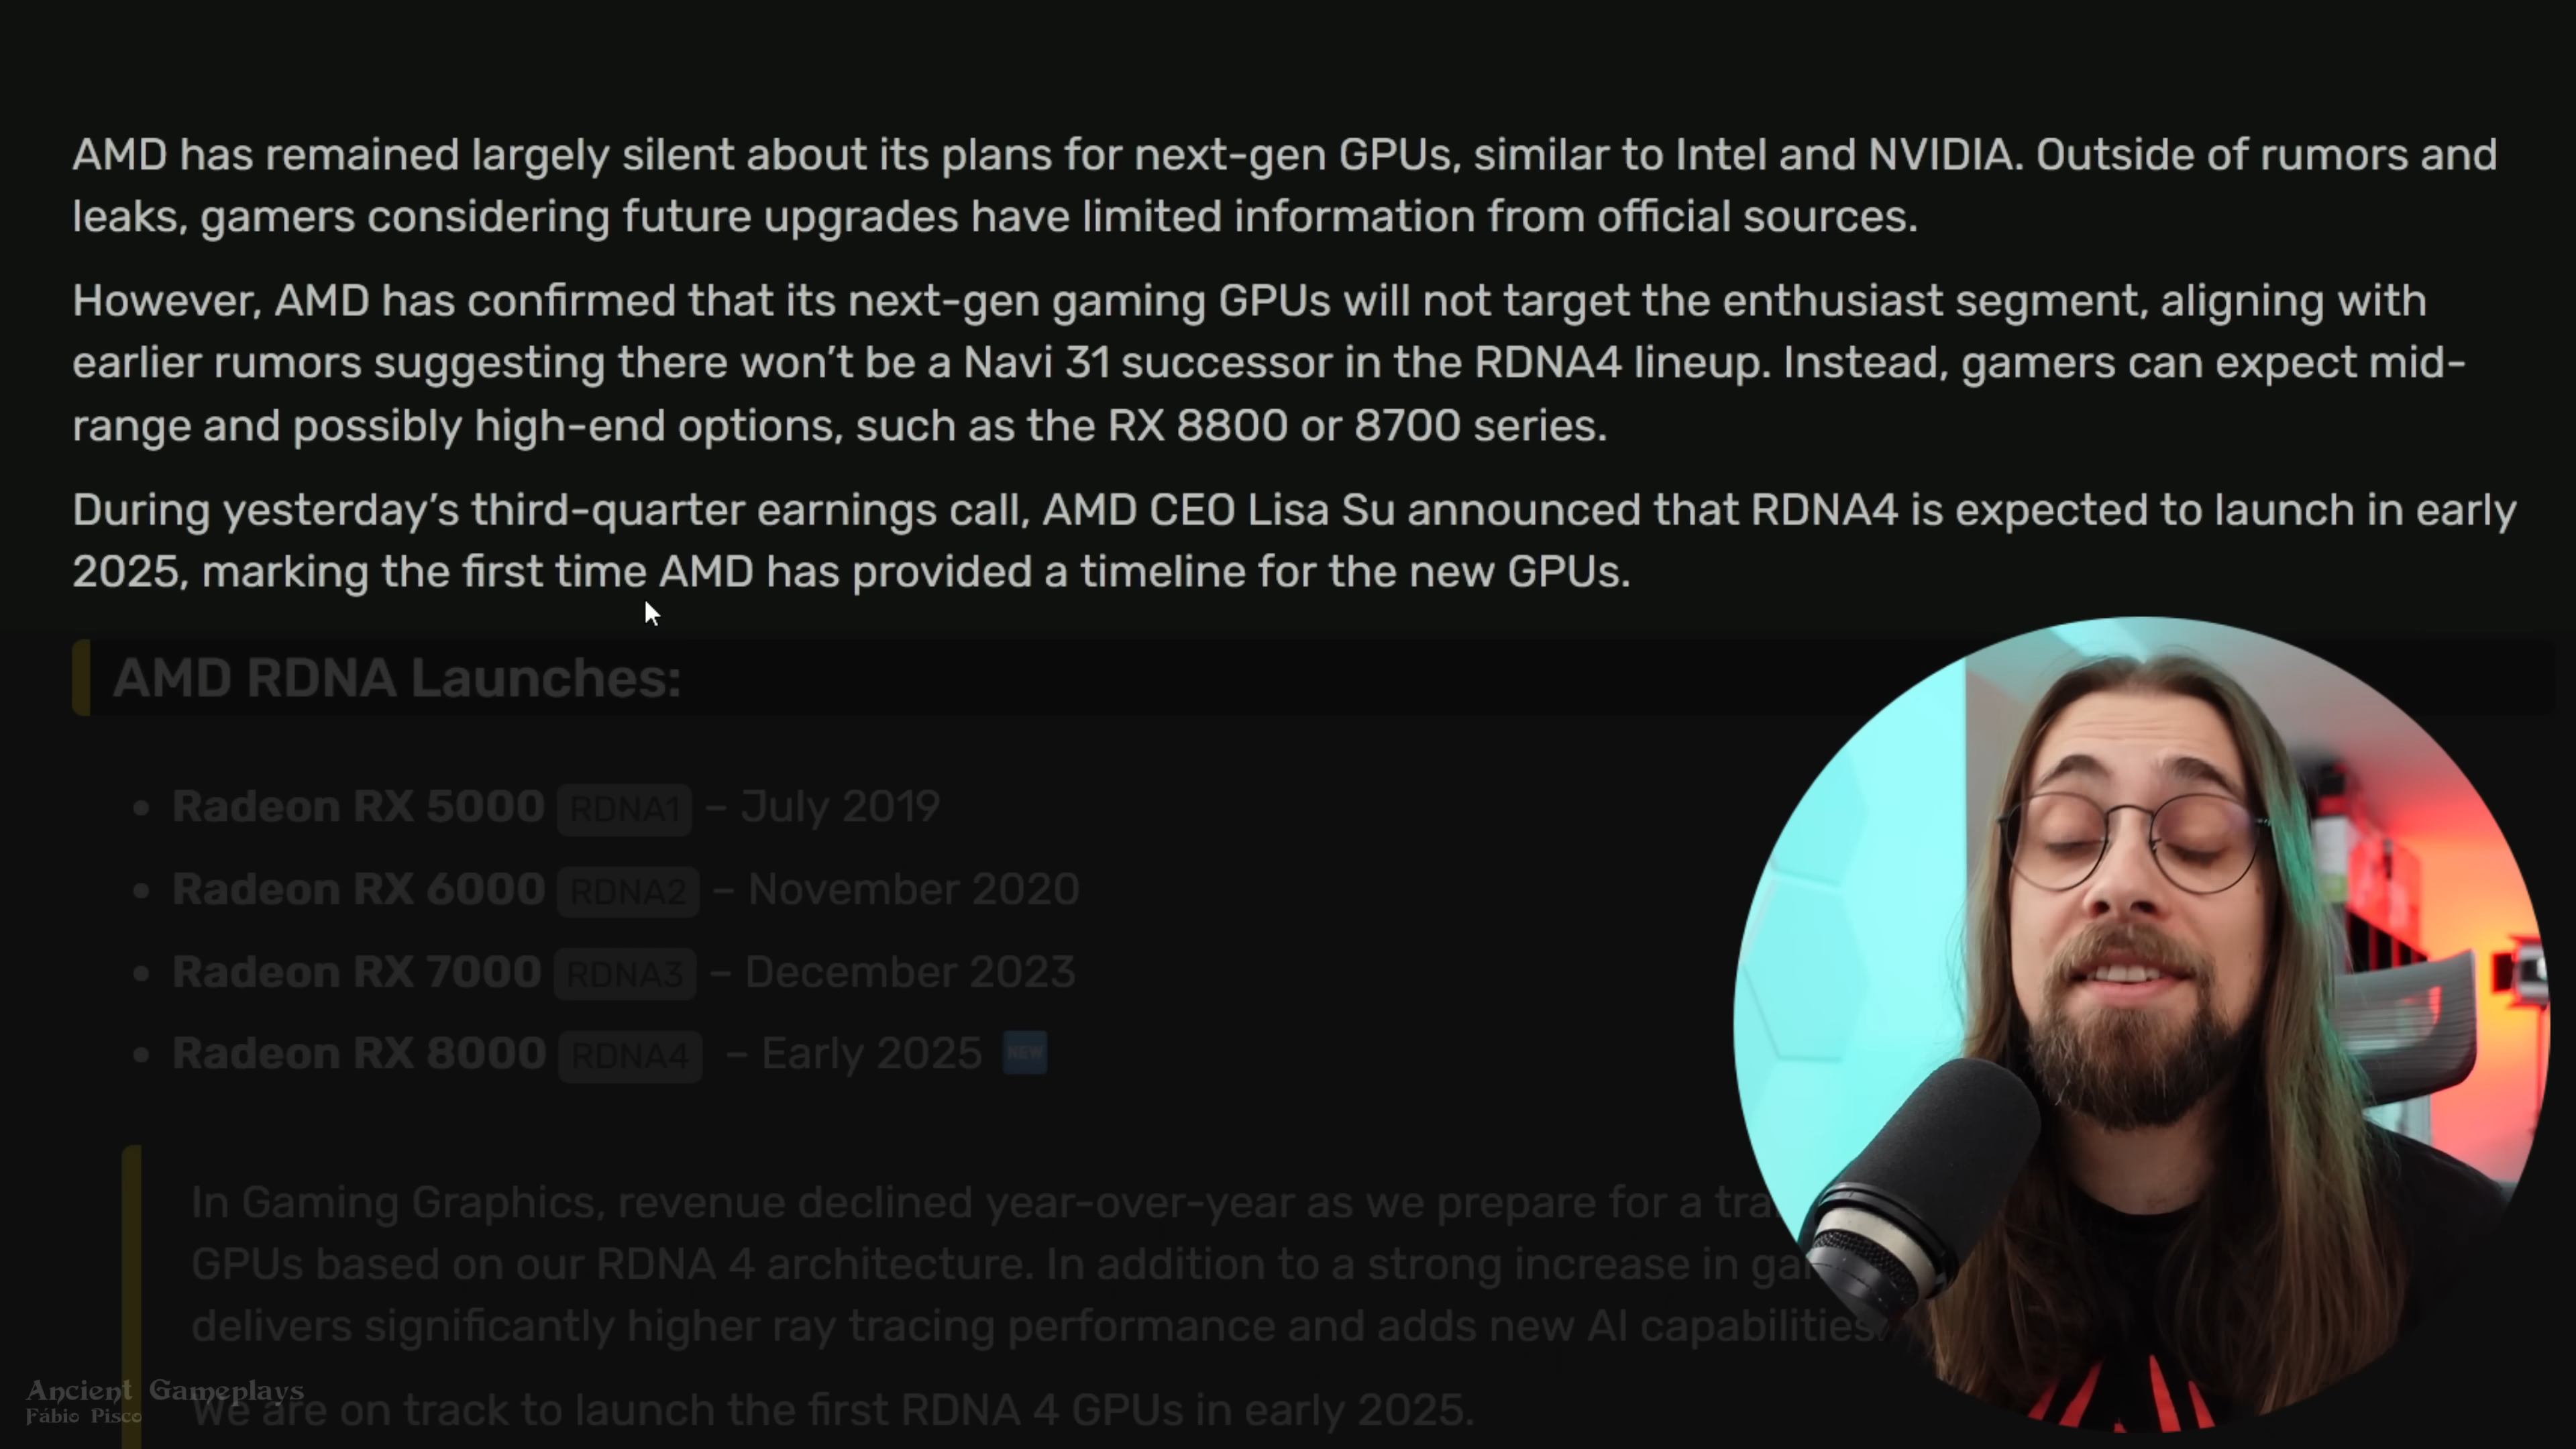 AMD has remained largely silent about its plans for next-gen GPUs, similar to Intel and NVIDIA. Outside of rumors and
leaks, gamers considering future upgrades have limited information from official sources.
However, AMD has confirmed that its next-gen gaming GPUs will not target the enthusiast segment, aligning with
earlier rumors suggesting there won’t be a Navi 31 successor in the RDNA4 lineup. Instead, gamers can expect mid-
range and possibly high-end options, such as the RX 8800 or 8700 series.
During yesterday’s third-quarter earnings call, AMD CEO Lisa Su announced that RDNA4 is expected to launch in early
2025, marking the first time AMD has provided a timeline for the new GPUs.
AMD RDNA Launches:
• Radeon RX 5000 RDNA1 – July 2019
• Radeon RX 6000 RDNA2 – November 2020
• Radeon RX 7000 RDNA3 – December 2023
• Radeon RX 8000 RDNA4 – Early 2025 NEW
In Gaming Graphics, revenue declined year-over-year as we prepare for a
GPUs based on our RDNA 4 architecture. In addition to a strong increase in
delivers significantly higher ray tracing performance and adds new AI capabilities.
We are on track to launch the first RDNA 4 GPUs in early 2025.
Ancient Gameplays
Fábio Pisco